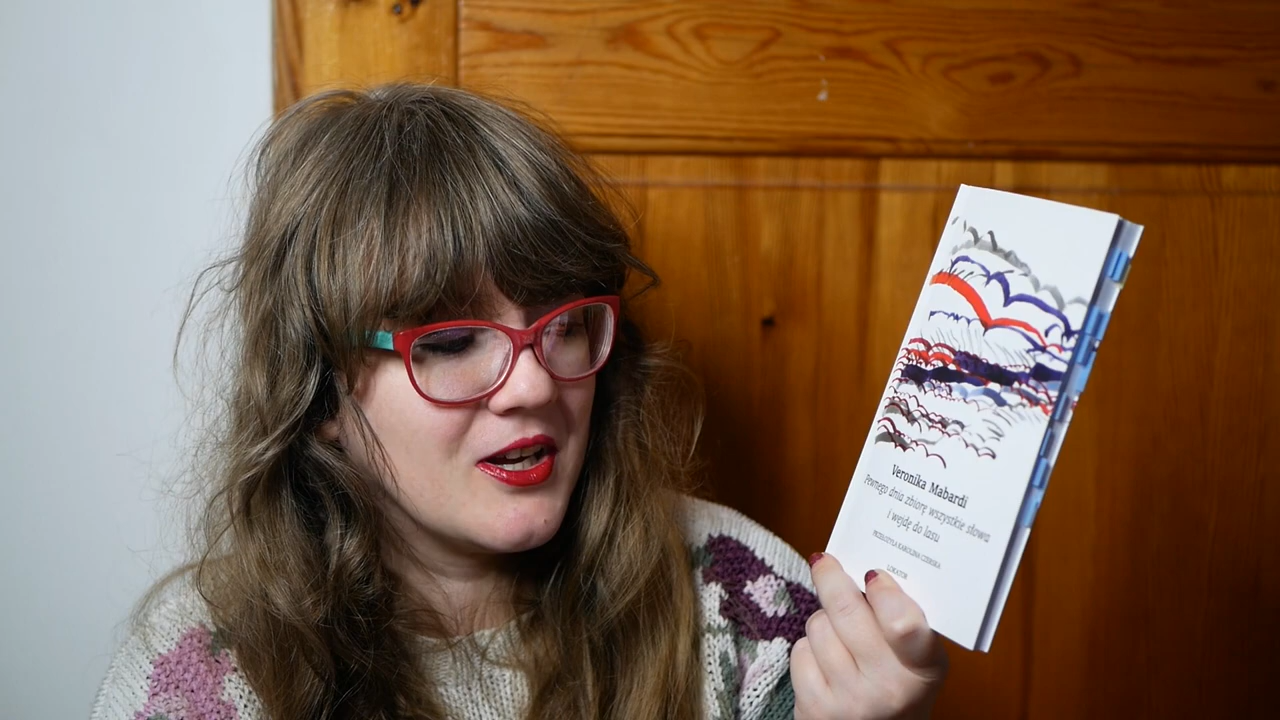 Veronika Mabardi
Pewnego dnia zbiorę wszystkie słowa
i wejdę do lasu
PRZEŁOŻYŁA KAROLINA CZERSKA
LOKATOR